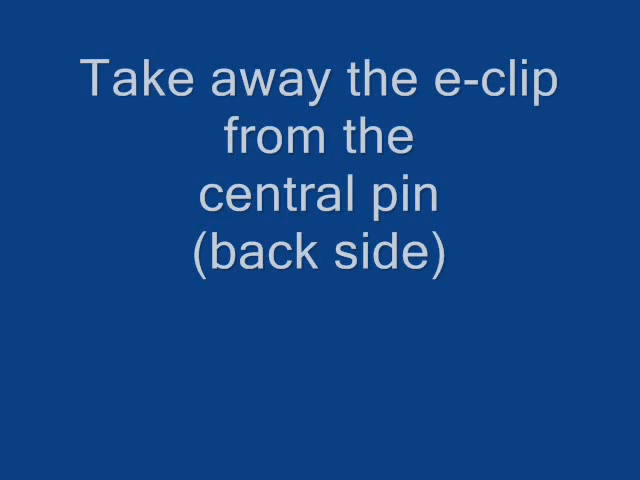 Take away the e-clip
from the
central pin
(back side)